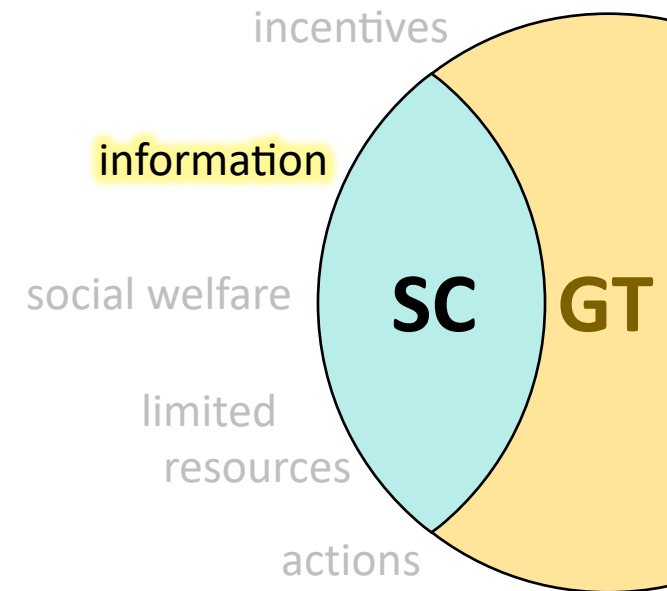 incentives
information
social welfare
SC
GT
limited
resources
actions